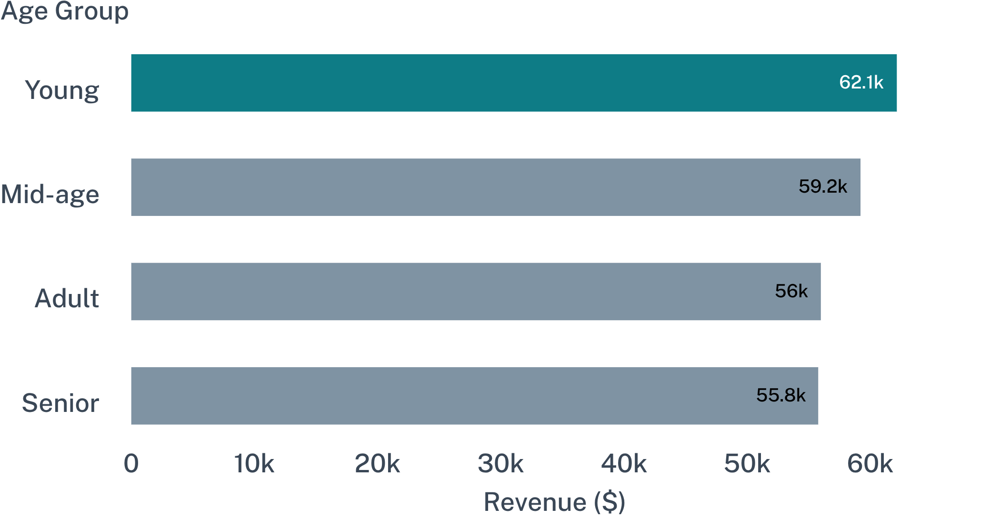 Age Group
Young 62.1k
Mid-age 59.2k
Adult 56k
Senior 55.8k
0 10k 20k 30k 40k 50k 60k
Revenue ($)